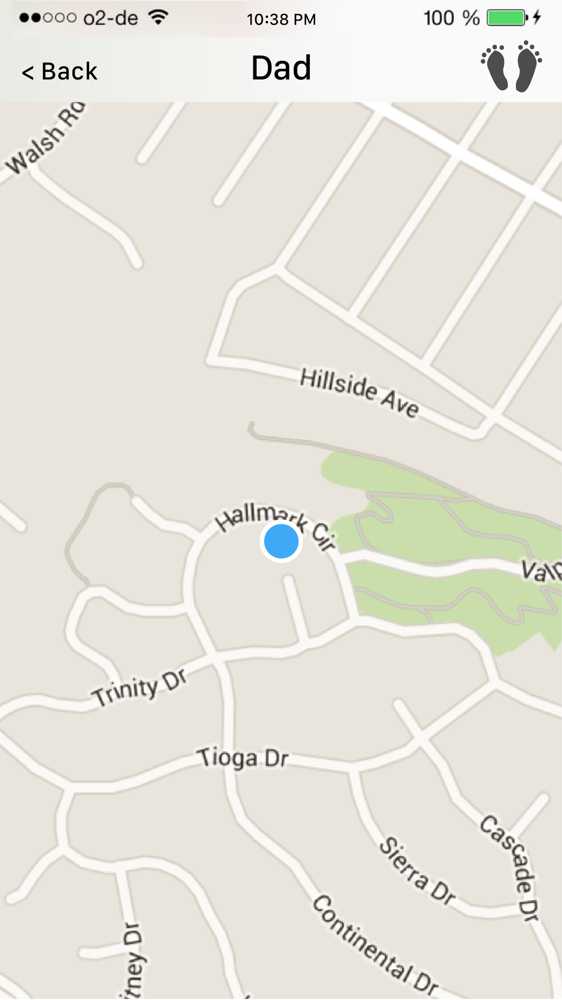 o2-de 10:38 PM 100 %
< Back Dad
Walsh Rd
Hillside Ave
Hallmark Cir
Trinity Dr
Tioga Dr
Cascade Dr
Sierra Dr
Continental Dr